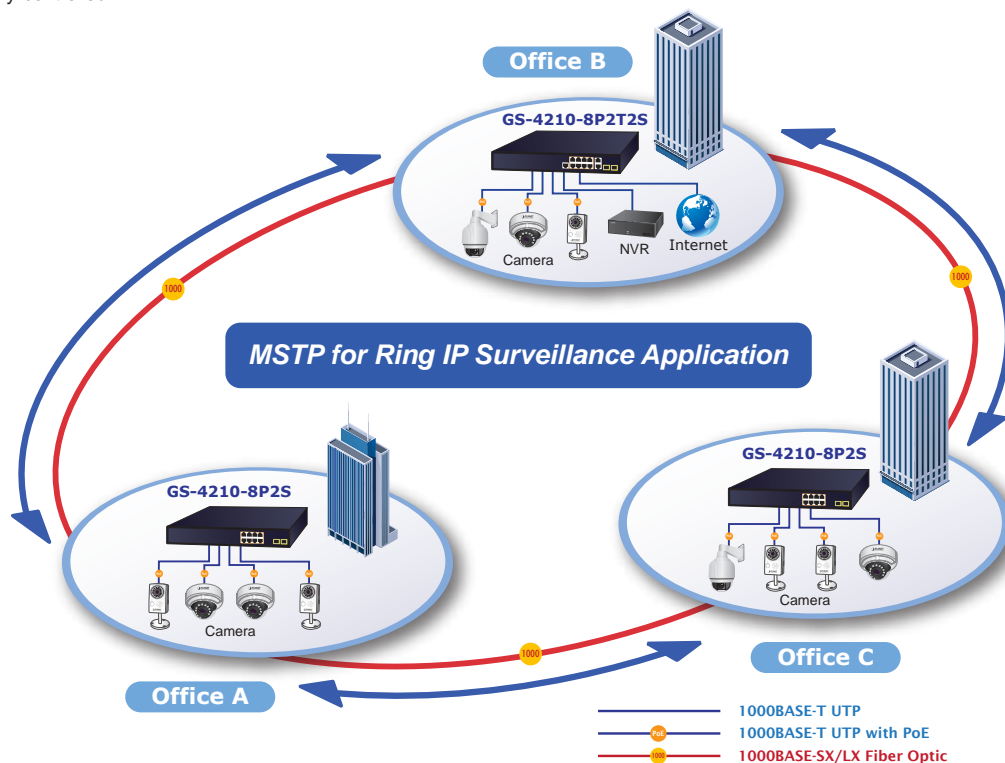 Office B
GS-4210-8P2T2S
Camera
NVR
Internet
1000
1000
MSTP for Ring IP Surveillance Application
GS-4210-8P2S
Camera
Office A
GS-4210-8P2S
Camera
Office C
1000
1000BASE-T UTP
PoE
1000BASE-T UTP with PoE
1000
1000BASE-SX/LX Fiber Optic